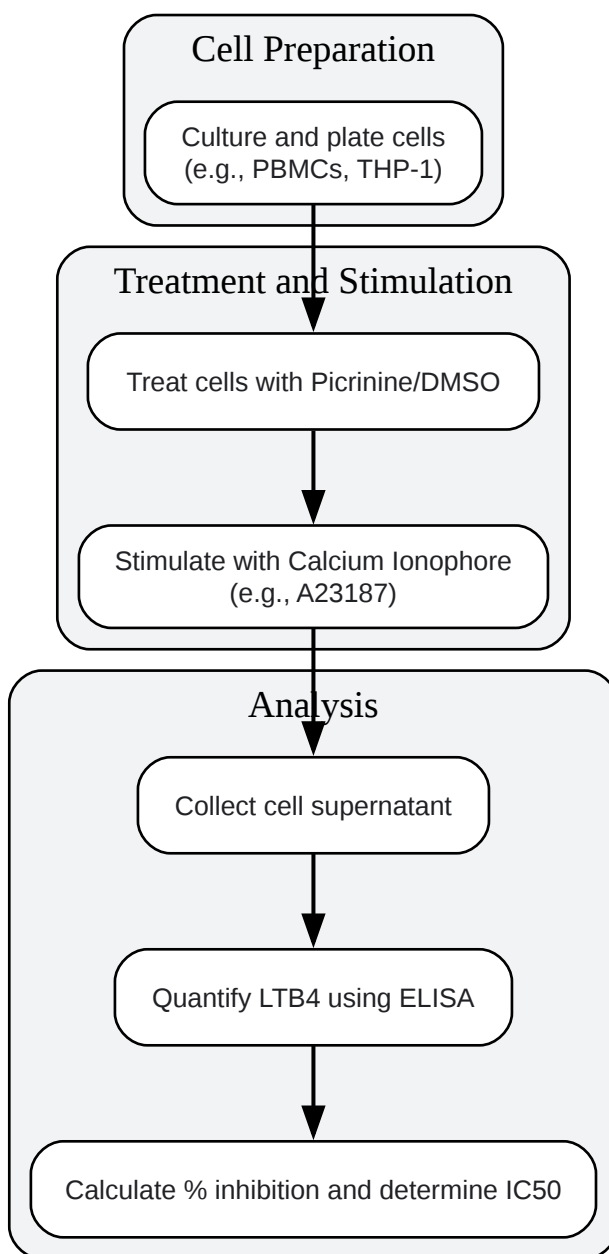 Cell Preparation
Culture and plate cells
(e.g., PBMCs, THP-1)
Treatment and Stimulation
Treat cells with Picrinine/DMSO
Stimulate with Calcium Ionophore
(e.g., A23187)
Analysis
Collect cell supernatant
Quantify LTB4 using ELISA
Calculate % inhibition and determine IC50